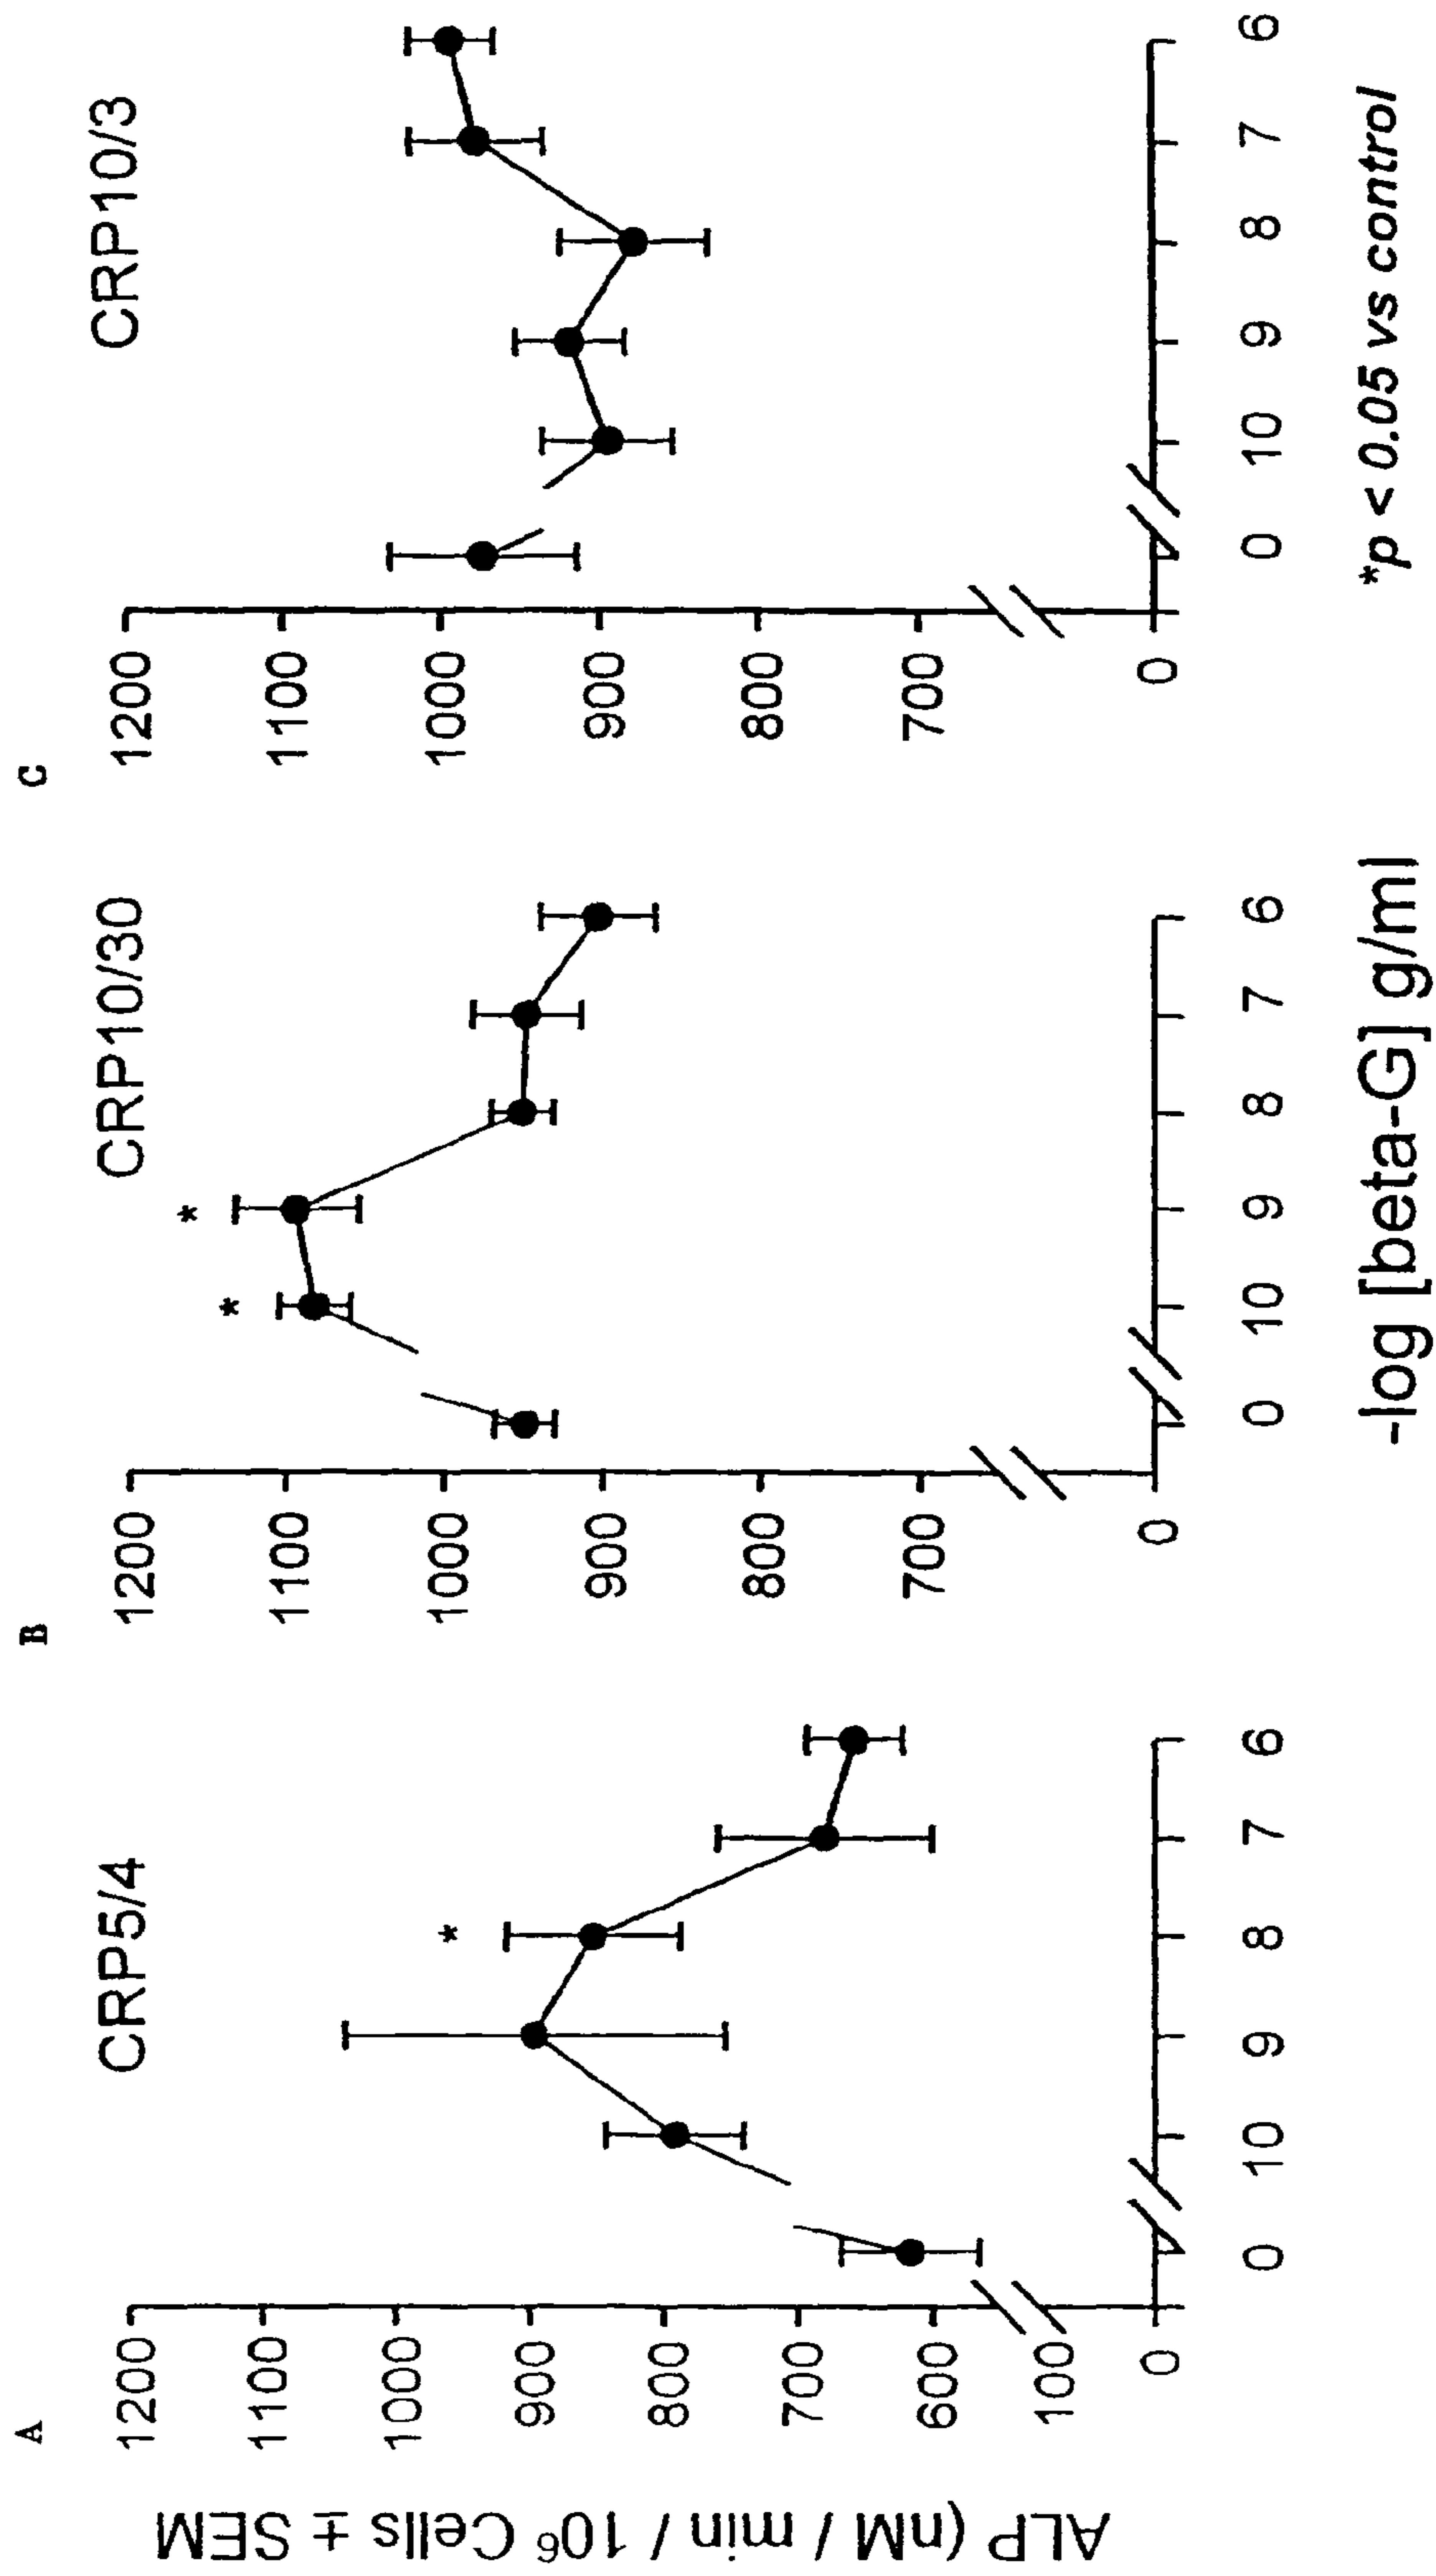 A
CRP5/4
ALP (nM / min / 10⁶ Cells ± SEM
1200
1100
1000
900
800
700
600
100
0
*
0 10 9 8 7 6
B
CRP10/30
1200
1100
1000
900
800
700
0
* *
0 10 9 8 7 6
-log [beta-G] g/ml
C
CRP10/3
1200
1100
1000
900
800
700
0
0 10 9 8 7 6
*p < 0.05 vs control